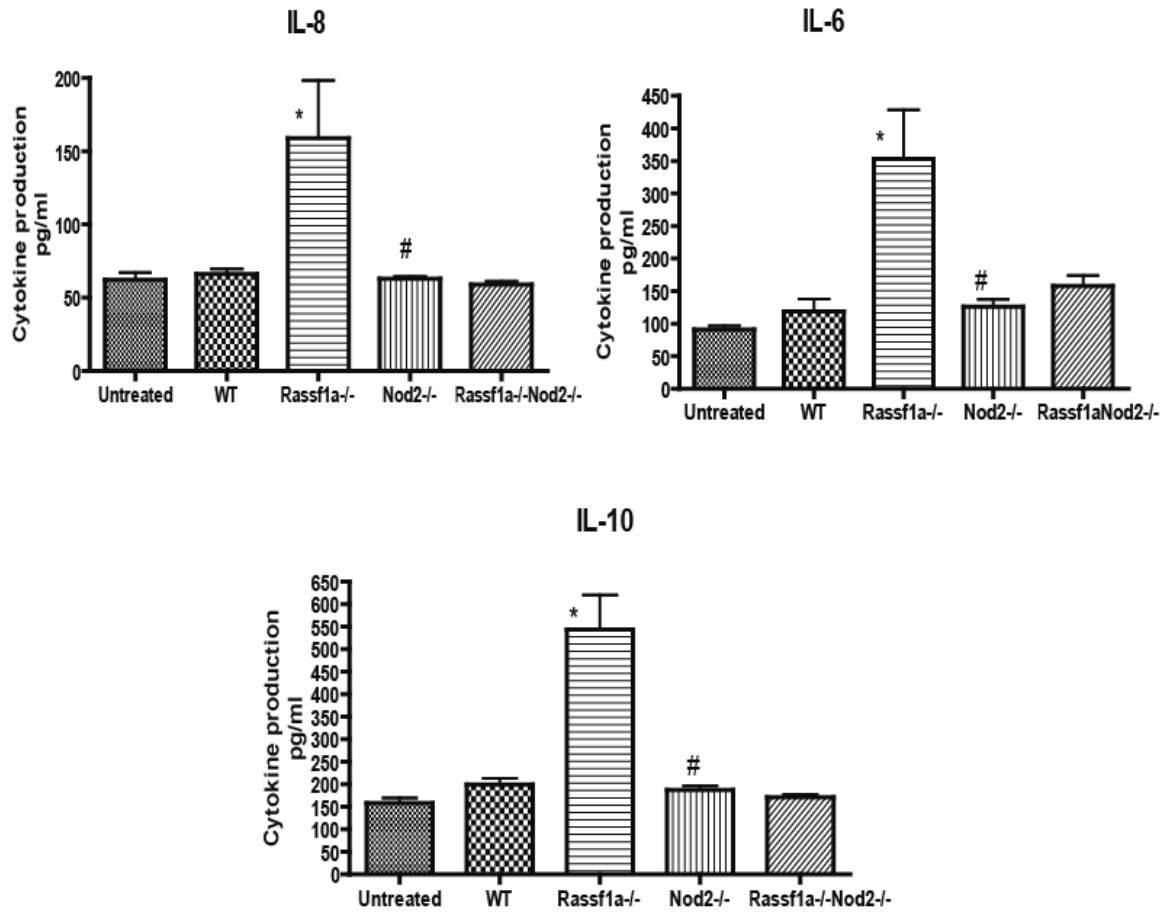 IL-8
Cytokine production
pg/ml
200
150
100
50
0
*
#
Untreated WT Rassf1a-/- Nod2-/- Rassf1a-/-Nod2-/-
IL-6
Cytokine production
pg/ml
450
400
350
300
250
200
150
100
50
0
*
#
Untreated WT Rassf1a-/- Nod2-/- Rassf1aNod2-/-
IL-10
Cytokine production
pg/ml
650
600
550
500
450
400
350
300
250
200
150
100
50
0
*
#
Untreated WT Rassf1a-/- Nod2-/- Rassf1a-/-Nod2-/-